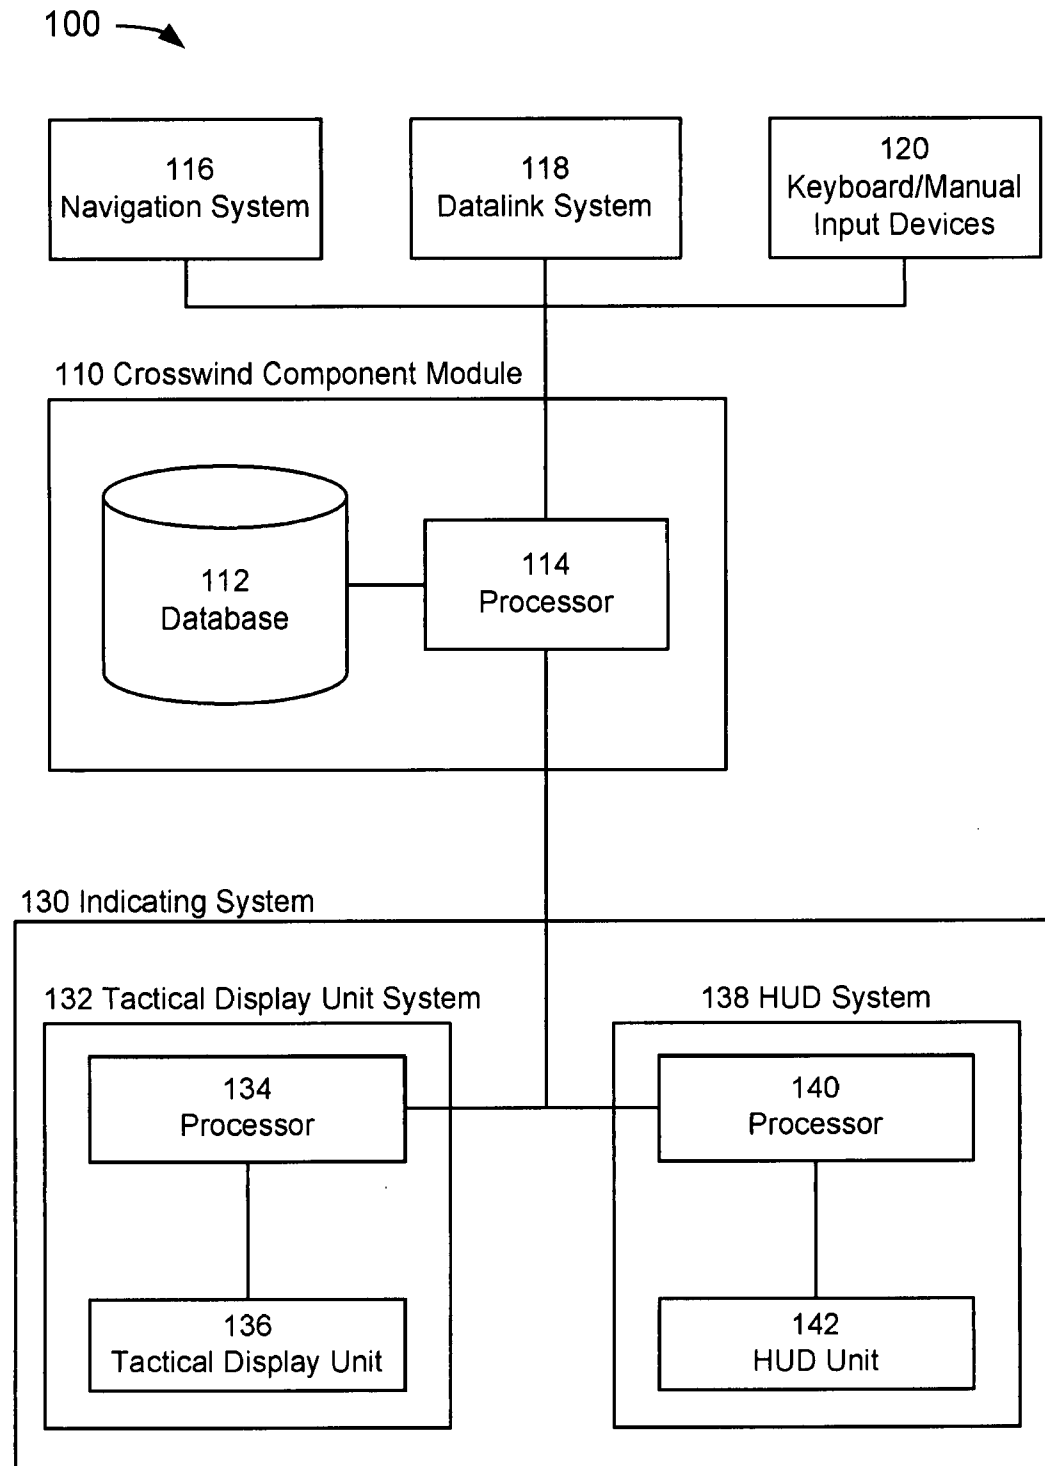 100
116
Navigation System
118
Datalink System
120
Keyboard/Manual
Input Devices
110 Crosswind Component Module
112
Database
114
Processor
130 Indicating System
132 Tactical Display Unit System
134
Processor
136
Tactical Display Unit
138 HUD System
140
Processor
142
HUD Unit